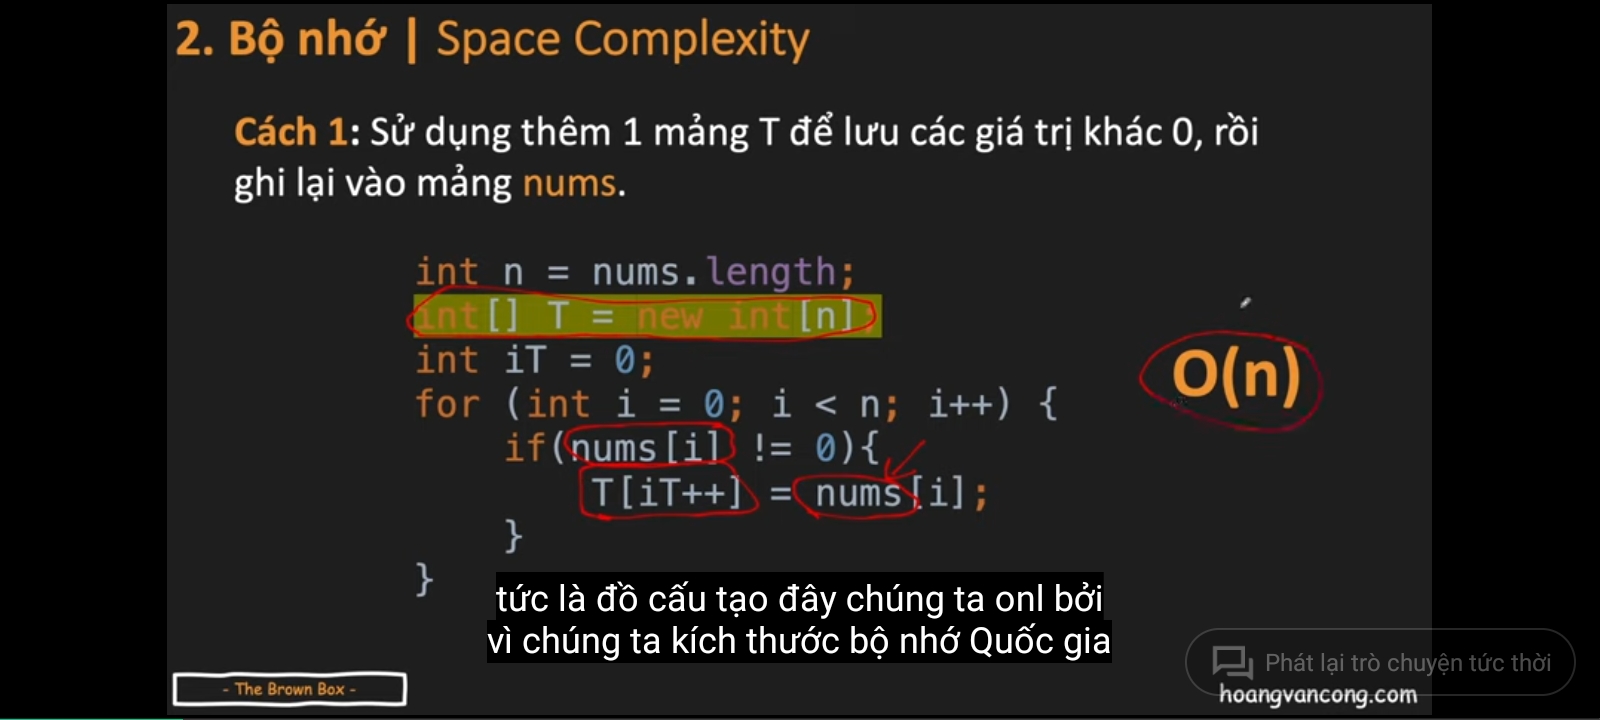 2. Bộ nhớ | Space Complexity
Cách 1: Sử dụng thêm 1 mảng T để lưu các giá trị khác 0, rồi
ghi lại vào mảng nums.
int n = nums.length;
int[] T = new int[n];
int iT = 0;
for (int i = 0; i < n; i++) {
if(nums[i] != 0){
T[iT++] = nums[i];
}
}
O(n)
tức là đồ cấu tạo đây chúng ta onl bởi
vì chúng ta kích thước bộ nhớ Quốc gia
Phát lại trò chuyện tức thời
- The Brown Box -
hoangvancong.com